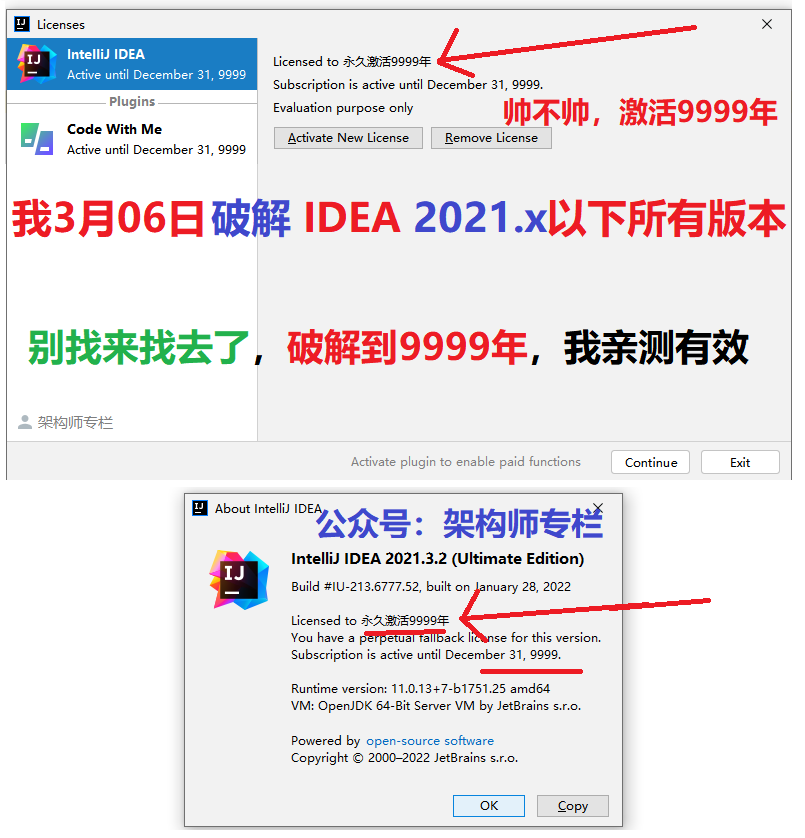 Licenses
IntelliJ IDEA
Active until December 31, 9999
Plugins
Code With Me
Active until December 31, 9999
架构师专栏
Licensed to 永久激活9999年
Subscription is active until December 31, 9999.
Evaluation purpose only
帅不帅，激活9999年
Activate New License
Remove License
我3月06日破解 IDEA 2021.x以下所有版本
别找来找去了，破解到9999年，我亲测有效
Activate plugin to enable paid functions
Continue
Exit
About IntelliJ IDEA
公众号：架构师专栏
IntelliJ IDEA 2021.3.2 (Ultimate Edition)
Build #IU-213.6777.52, built on January 28, 2022
Licensed to 永久激活9999年
You have a perpetual fallback license for this version.
Subscription is active until December 31, 9999.
Runtime version: 11.0.13+7-b1751.25 amd64
VM: OpenJDK 64-Bit Server VM by JetBrains s.r.o.
Powered by open-source software
Copyright © 2000–2022 JetBrains s.r.o.
OK
Copy